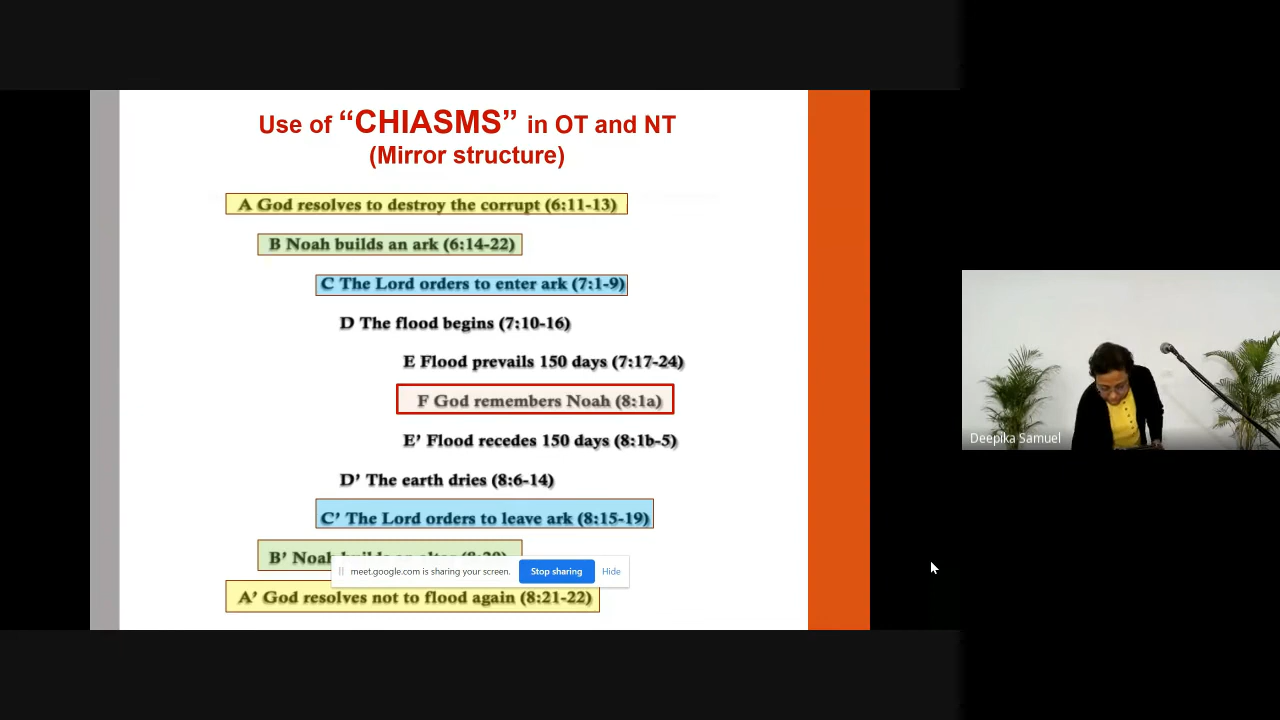 Use of “CHIASMS” in OT and NT
(Mirror structure)
A God resolves to destroy the corrupt (6:11-13)
B Noah builds an ark (6:14-22)
C The Lord orders to enter ark (7:1-9)
D The flood begins (7:10-16)
E Flood prevails 150 days (7:17-24)
F God remembers Noah (8:1a)
E’ Flood recedes 150 days (8:1b-5)
D’ The earth dries (8:6-14)
C’ The Lord orders to leave ark (8:15-19)
B’ Noah builds an altar (8:20)
meet.google.com is sharing your screen. Stop sharing Hide
A’ God resolves not to flood again (8:21-22)
Deepika Samuel